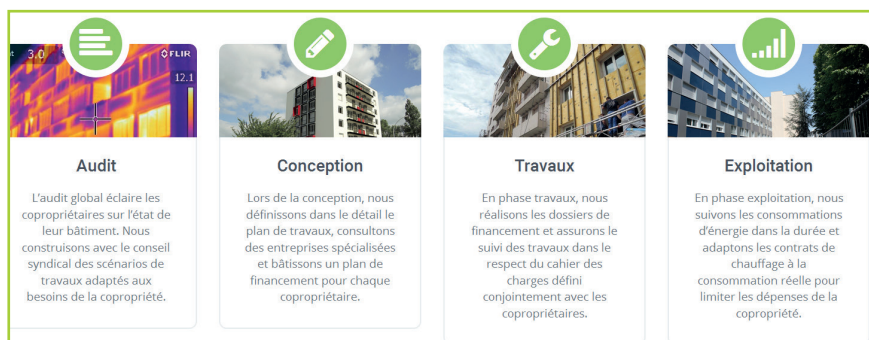 3.0
FLIR
12.1
Audit
L'audit global éclaire les
copropriétaires sur l'état de
leur bâtiment. Nous
construisons avec le conseil
syndical des scénarios de
travaux adaptés aux
besoins de la copropriété.
Conception
Lors de la conception, nous
définissons dans le détail le
plan de travaux, consultons
des entreprises spécialisées
et bâtissons un plan de
financement pour chaque
copropriétaire.
Travaux
En phase travaux, nous
réalisons les dossiers de
financement et assurons le
suivi des travaux dans le
respect du cahier des
charges défini
conjointement avec les
copropriétaires.
Exploitation
En phase exploitation, nous
suivons les consommations
d'énergie dans la durée et
adaptons les contrats de
chauffage à la
consommation réelle pour
limiter les dépenses de la
copropriété.